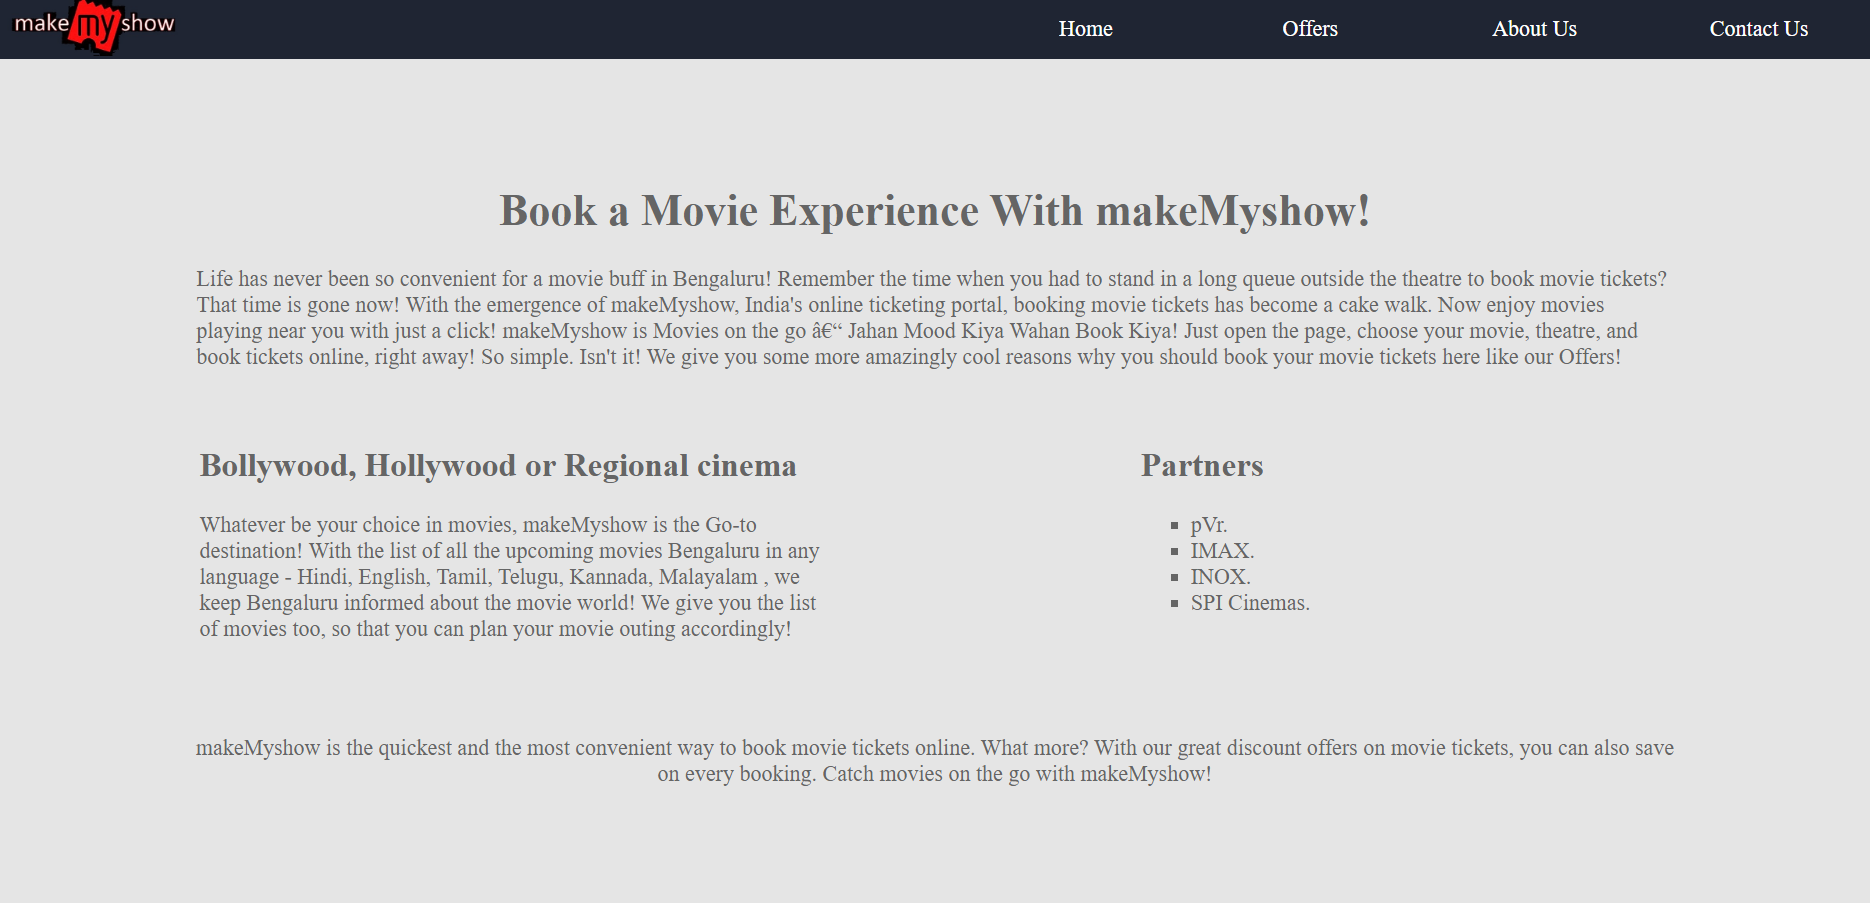 make my show
Home Offers About Us Contact Us
Book a Movie Experience With makeMyshow!
Life has never been so convenient for a movie buff in Bengaluru! Remember the time when you had to stand in a long queue outside the theatre to book movie tickets?
That time is gone now! With the emergence of makeMyshow, India's online ticketing portal, booking movie tickets has become a cake walk. Now enjoy movies
playing near you with just a click! makeMyshow is Movies on the go â€“ Jahan Mood Kiya Wahan Book Kiya! Just open the page, choose your movie, theatre, and
book tickets online, right away! So simple. Isn't it! We give you some more amazingly cool reasons why you should book your movie tickets here like our Offers!
Bollywood, Hollywood or Regional cinema
Whatever be your choice in movies, makeMyshow is the Go-to
destination! With the list of all the upcoming movies Bengaluru in any
language - Hindi, English, Tamil, Telugu, Kannada, Malayalam , we
keep Bengaluru informed about the movie world! We give you the list
of movies too, so that you can plan your movie outing accordingly!
Partners
▪ pVr.
▪ IMAX.
▪ INOX.
▪ SPI Cinemas.
makeMyshow is the quickest and the most convenient way to book movie tickets online. What more? With our great discount offers on movie tickets, you can also save
on every booking. Catch movies on the go with makeMyshow!